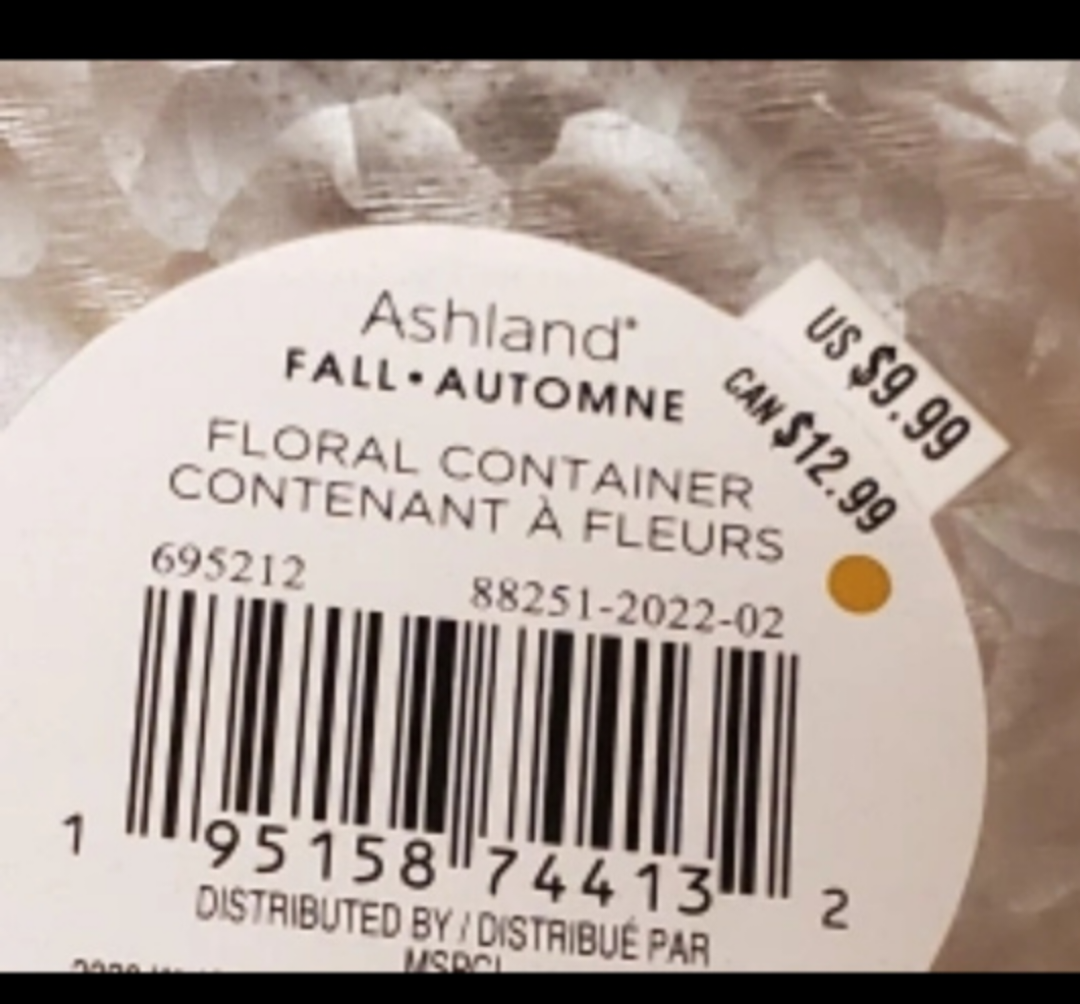 Ashland®
FALL•AUTOMNE
US $9.99
CAN $12.99
FLORAL CONTAINER
CONTENANT À FLEURS
695212 88251-2022-02
1 95158 74413 2
DISTRIBUTED BY / DISTRIBUÉ PAR
MSPCI